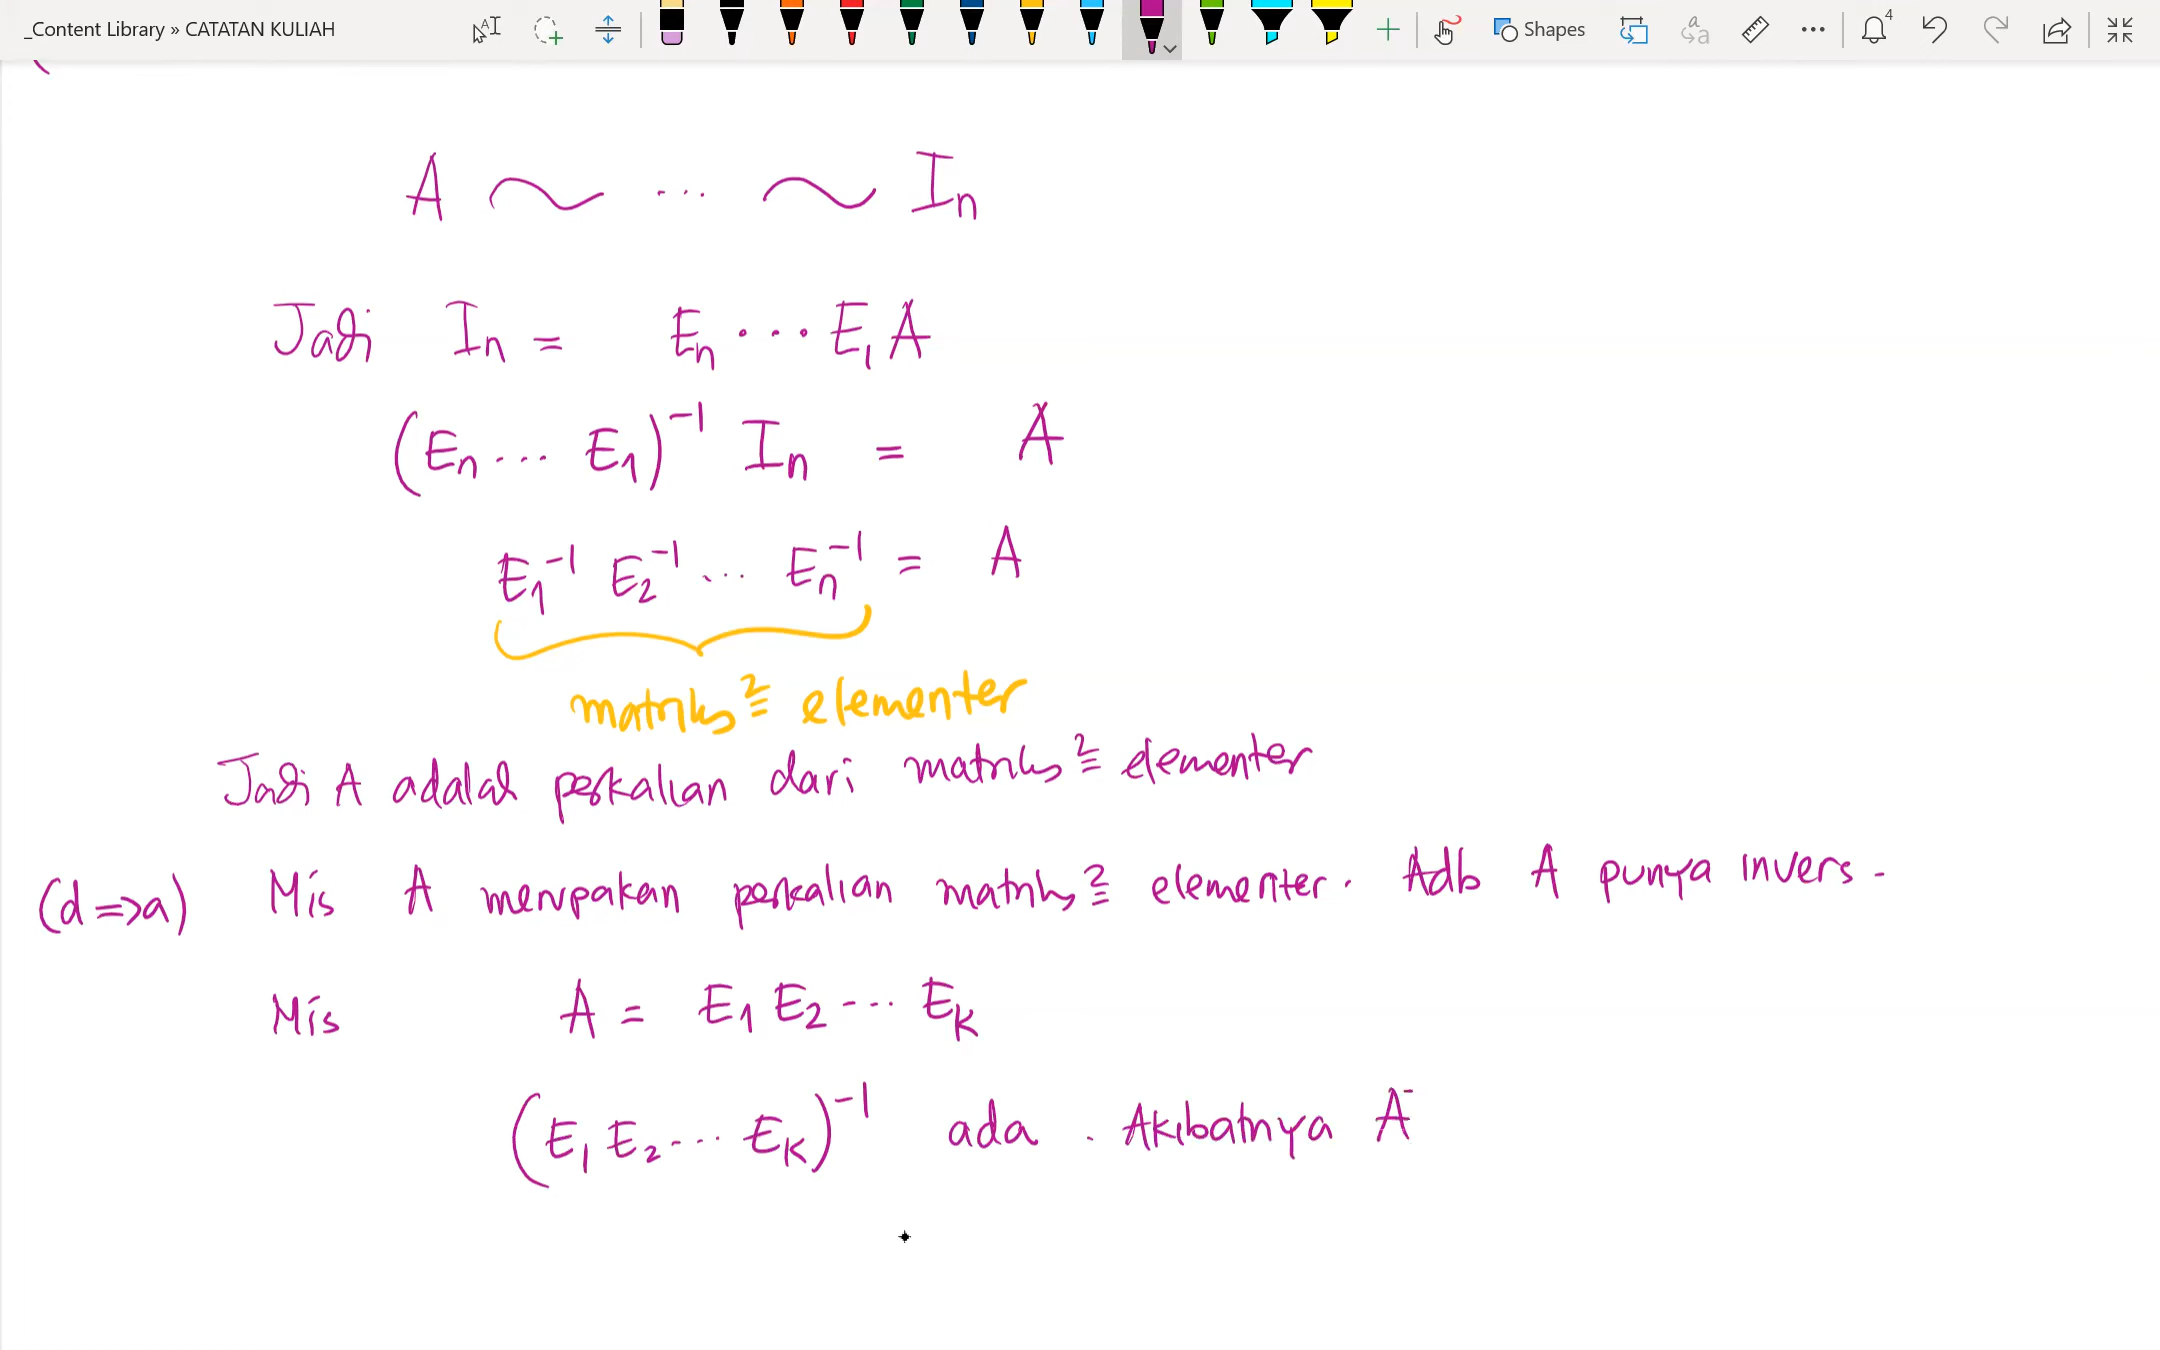 _Content Library » CATATAN KULIAH
Shapes
4
A ~ ... ~ In
Jadi In = En ... E1 A
(En ... E1)^-1 In = A
E1^-1 E2^-1 ... En^-1 = A
matriks² elementer
Jadi A adalah perkalian dari matriks² elementer
(d=>a) Mis A merupakan perkalian matriks² elementer. Adb A punya invers.
Mis A = E1 E2 ... EK
(E1 E2 ... EK)^-1 ada. Akibatnya A^-